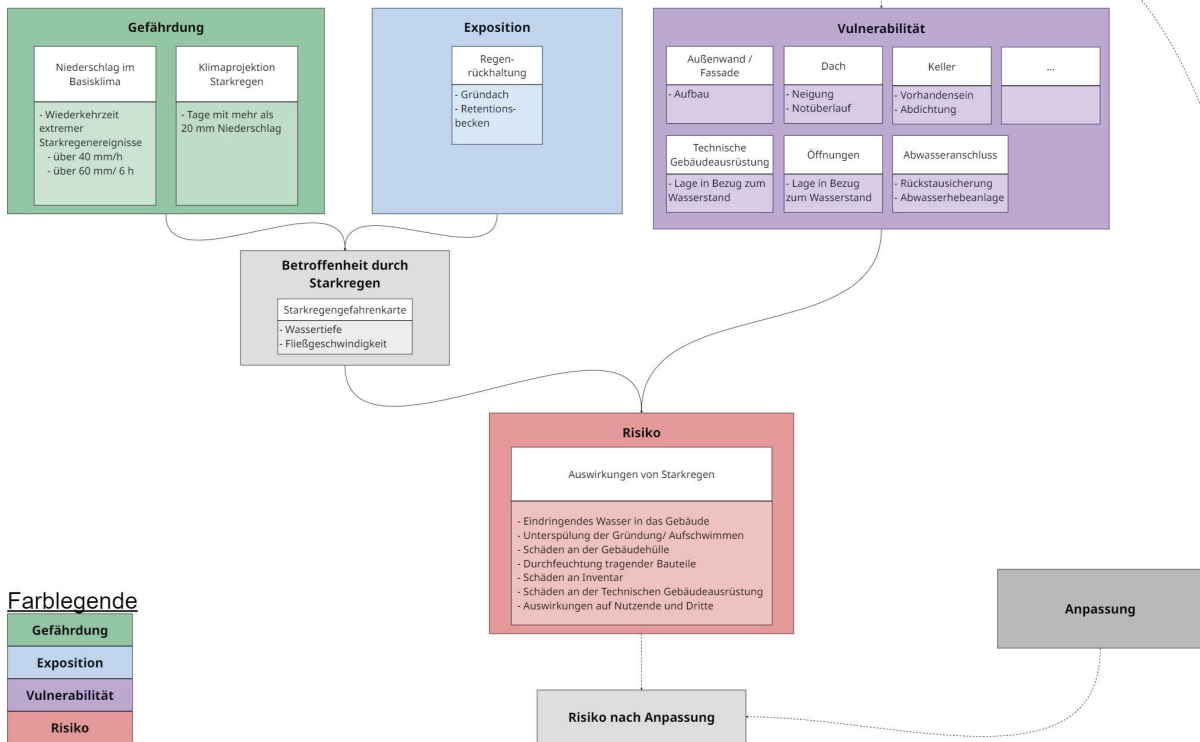 Gefährdung
Niederschlag im
Basisklima
- Wiederkehrzeit
extremer
Starkregenereignisse
- über 40 mm/h
- über 60 mm/ 6 h
Klimaprojektion
Starkregen
- Tage mit mehr als
20 mm Niederschlag
Exposition
Regen-
rückhaltung
- Gründach
- Retentions-
becken
Vulnerabilität
Außenwand /
Fassade
- Aufbau
Dach
- Neigung
- Notüberlauf
Keller
- Vorhandensein
- Abdichtung
...
Technische
Gebäudeausrüstung
- Lage in Bezug zum
Wasserstand
Öffnungen
- Lage in Bezug
zum Wasserstand
Abwasseranschluss
- Rückstausicherung
- Abwasserhebeanlage
Betroffenheit durch
Starkregen
Starkregengefahrenkarte
- Wassertiefe
- Fließgeschwindigkeit
Risiko
Auswirkungen von Starkregen
- Eindringendes Wasser in das Gebäude
- Unterspülung der Gründung/ Aufschwimmen
- Schäden an der Gebäudehülle
- Durchfeuchtung tragender Bauteile
- Schäden an Inventar
- Schäden an der Technischen Gebäudeausrüstung
- Auswirkungen auf Nutzende und Dritte
Anpassung
Risiko nach Anpassung
Farblegende
Gefährdung
Exposition
Vulnerabilität
Risiko